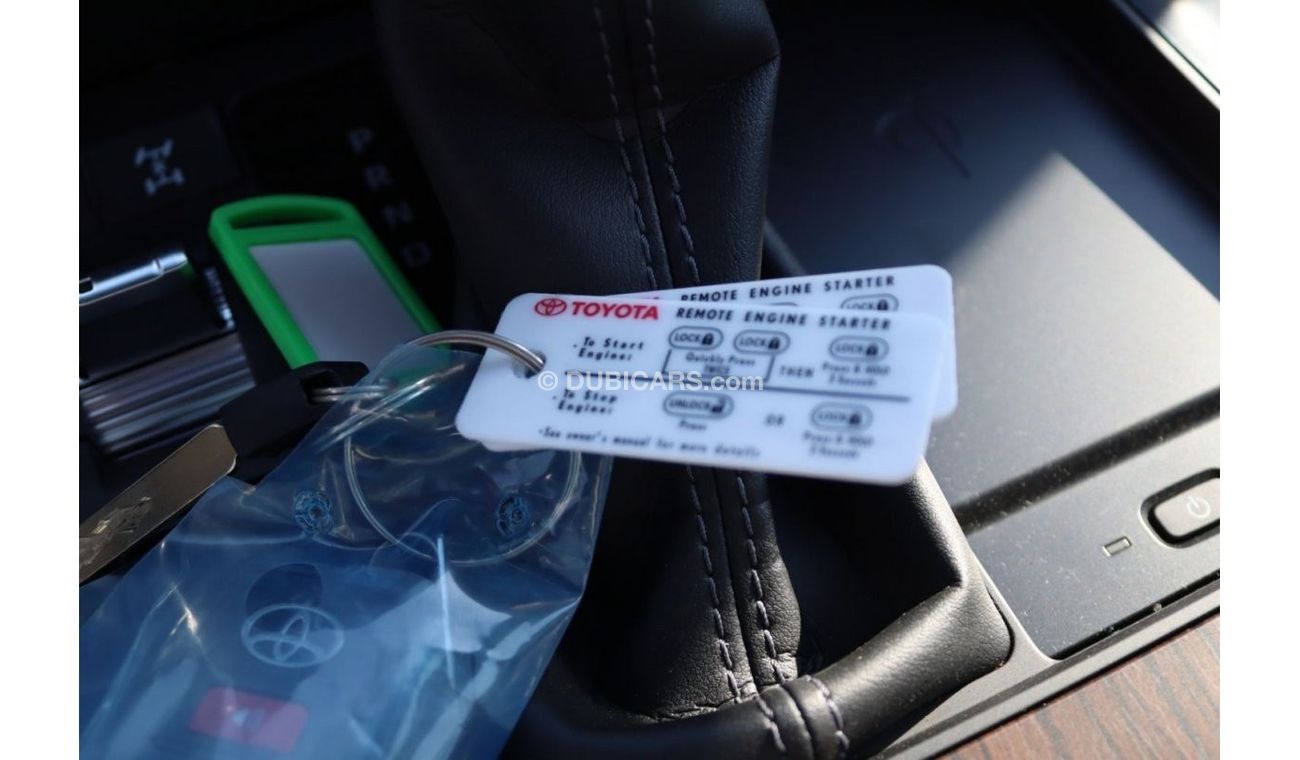 P
R
N
D
REMOTE ENGINE STARTER
LOCK
TOYOTA REMOTE ENGINE STARTER
- To Start Engine:
LOCK LOCK LOCK
Quickly Press TWICE
THEN
Press & Hold 3 Seconds
© DUBICARS.com
- To Stop Engine:
UNLOCK OR LOCK
Press
Press & Hold
Seconds
-See owner's manual for more details